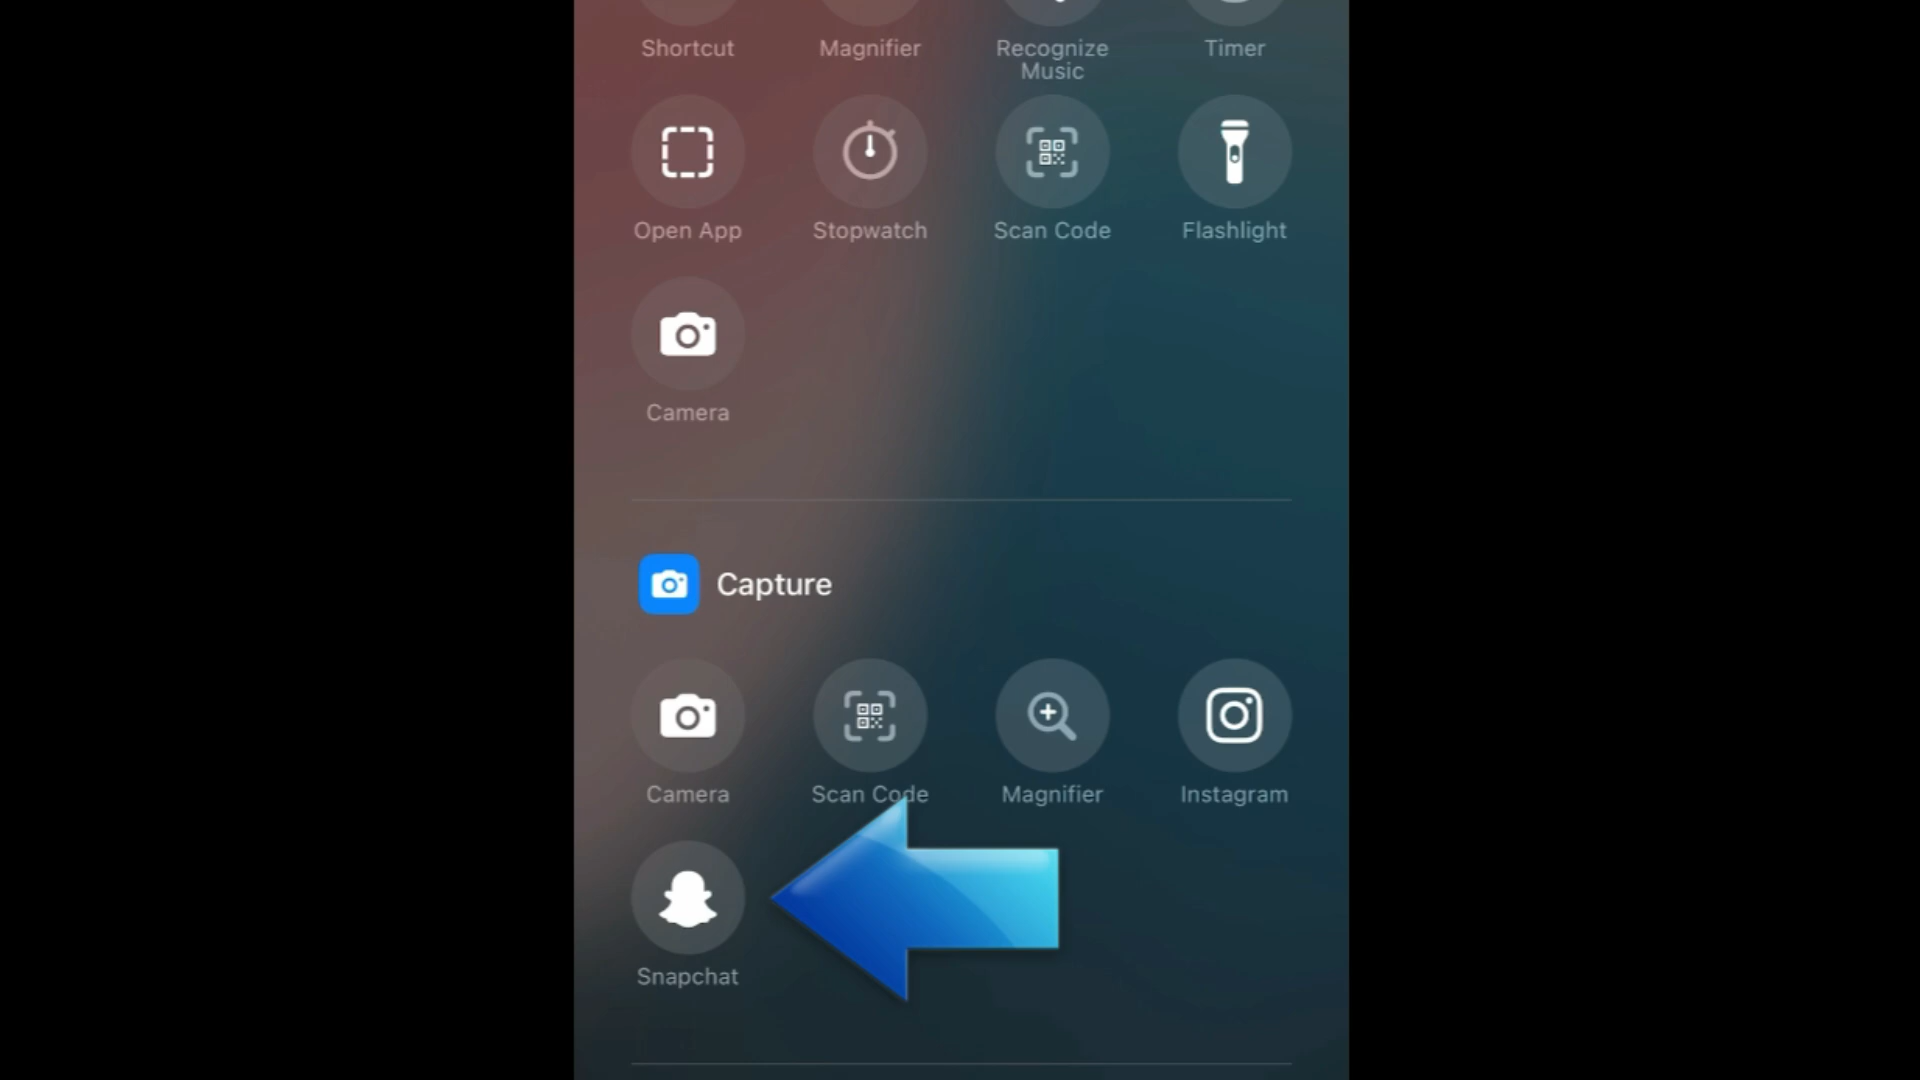 Shortcut
Magnifier
Recognize
Music
Timer
Open App
Stopwatch
Scan Code
Flashlight
Camera
Capture
Camera
Scan Code
Magnifier
Instagram
Snapchat